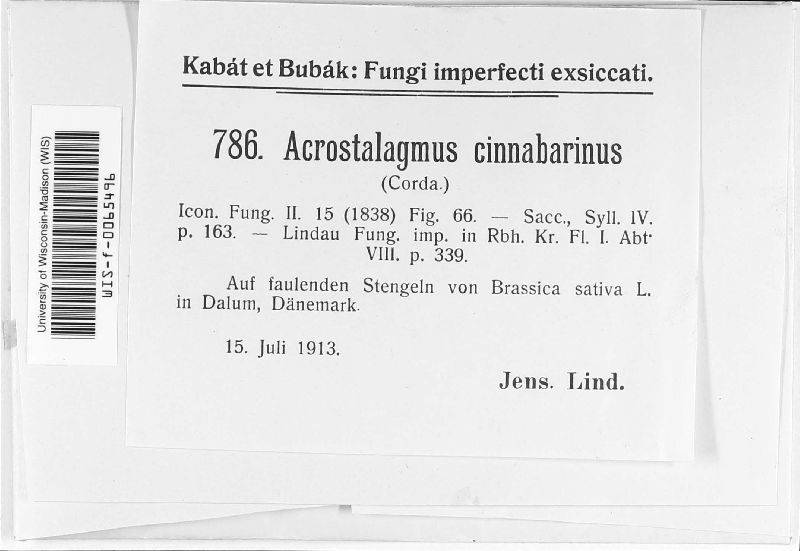 Kabát et Bubák: Fungi imperfecti exsiccati.
786. Acrostalagmus cinnabarinus
(Corda.)
Icon. Fung. II. 15 (1838) Fig. 66. — Sacc., Syll. IV.
p. 163. — Lindau Fung. imp. in Rbh. Kr. Fl. I. Abt.
VIII. p. 339.
Auf faulenden Stengeln von Brassica sativa L.
in Dalum, Dänemark.
15. Juli 1913.
Jens. Lind.
University of Wisconsin-Madison (WIS)
WIS-f-0065496